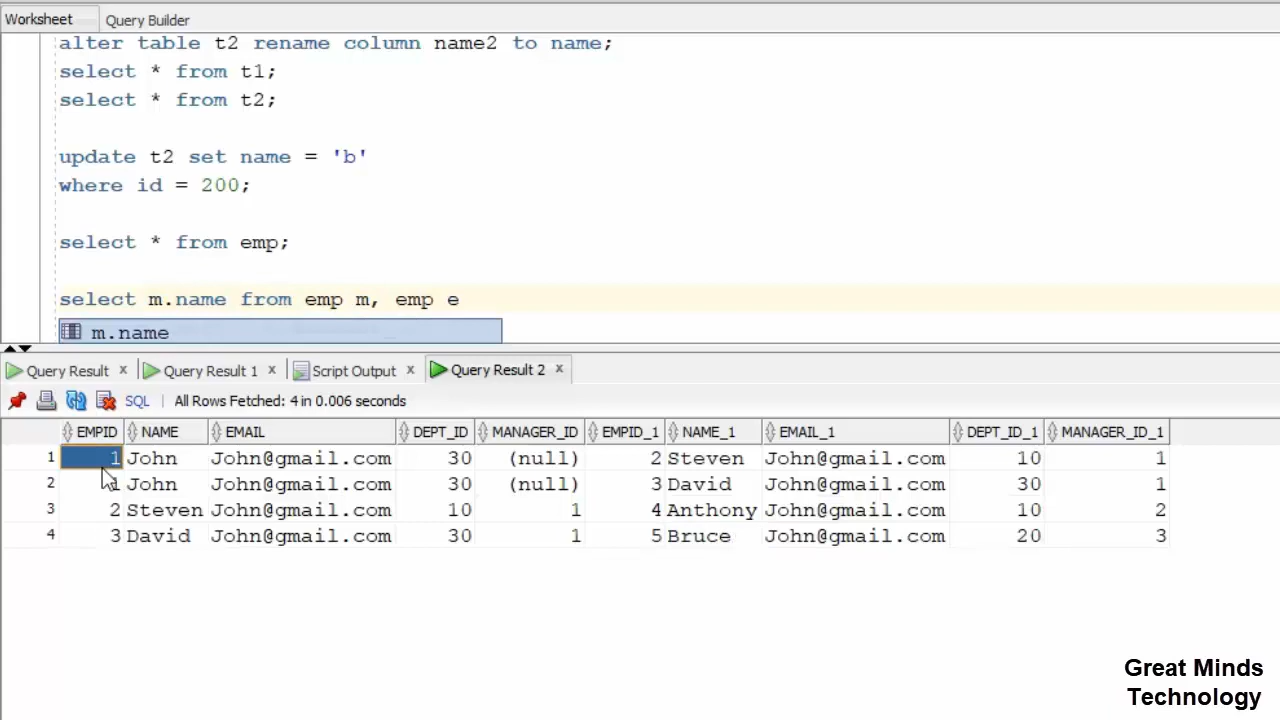 Worksheet Query Builder
alter table t2 rename column name2 to name;
select * from t1;
select * from t2;
update t2 set name = 'b'
where id = 200;
select * from emp;
select m.name from emp m, emp e
m.name
Query Result × Query Result 1 × Script Output × Query Result 2 ×
SQL | All Rows Fetched: 4 in 0.006 seconds
EMPID NAME EMAIL DEPT_ID MANAGER_ID EMPID_1 NAME_1 EMAIL_1 DEPT_ID_1 MANAGER_ID_1
1 1 John John@gmail.com 30 (null) 2 Steven John@gmail.com 10 1
2 1 John John@gmail.com 30 (null) 3 David John@gmail.com 30 1
3 2 Steven John@gmail.com 10 1 4 Anthony John@gmail.com 10 2
4 3 David John@gmail.com 30 1 5 Bruce John@gmail.com 20 3
Great Minds
Technology